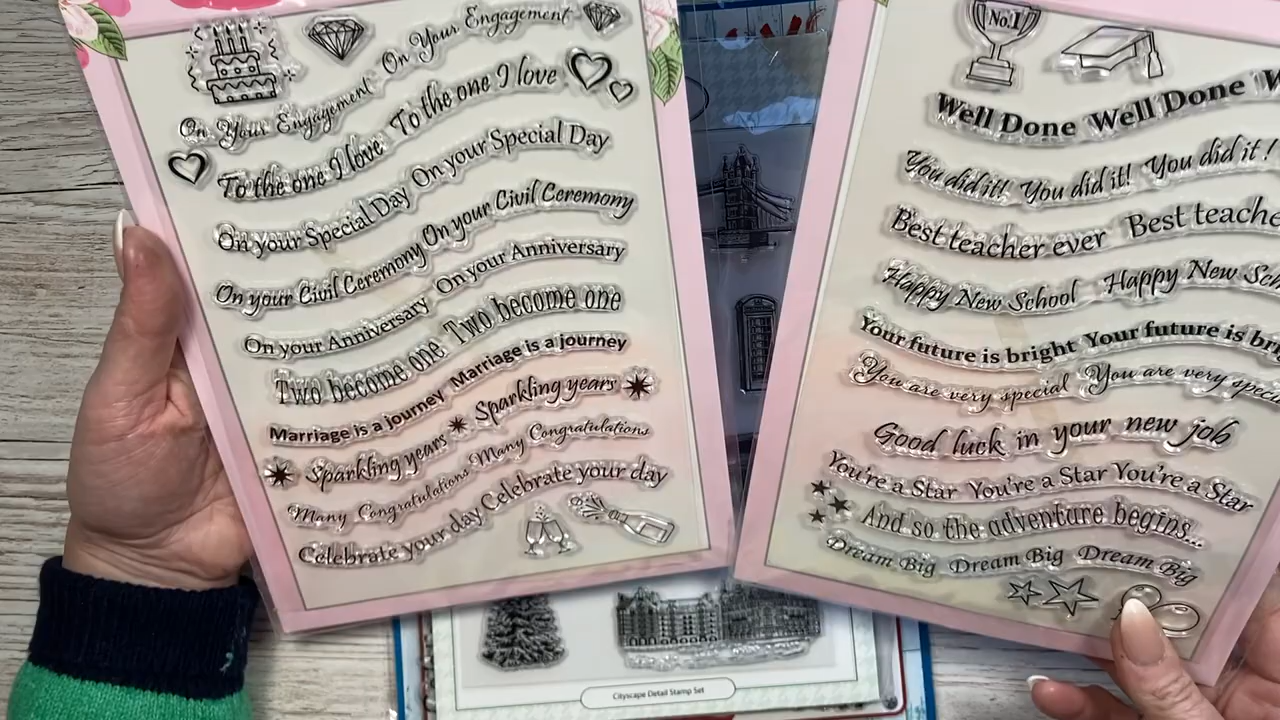 On Your Engagement On Your Engagement
To the one I love To the one I love
On your Special Day On your Special Day
On your Civil Ceremony On your Civil Ceremony
On your Anniversary On your Anniversary
Two become one Two become one
Marriage is a journey Marriage is a journey
Sparkling years Sparkling years
Many Congratulations Many Congratulations
Celebrate your day Celebrate your day
No.1
Well Done Well Done W
You did it! You did it! You did it!
Best teacher ever Best teache
Happy New School Happy New Sch
Your future is bright Your future is bri
You are very special You are very speci
Good luck in your new job
You're a Star You're a Star You're a Star
And so the adventure begins...
Dream Big Dream Big Dream Big
Cityscape Detail Stamp Set